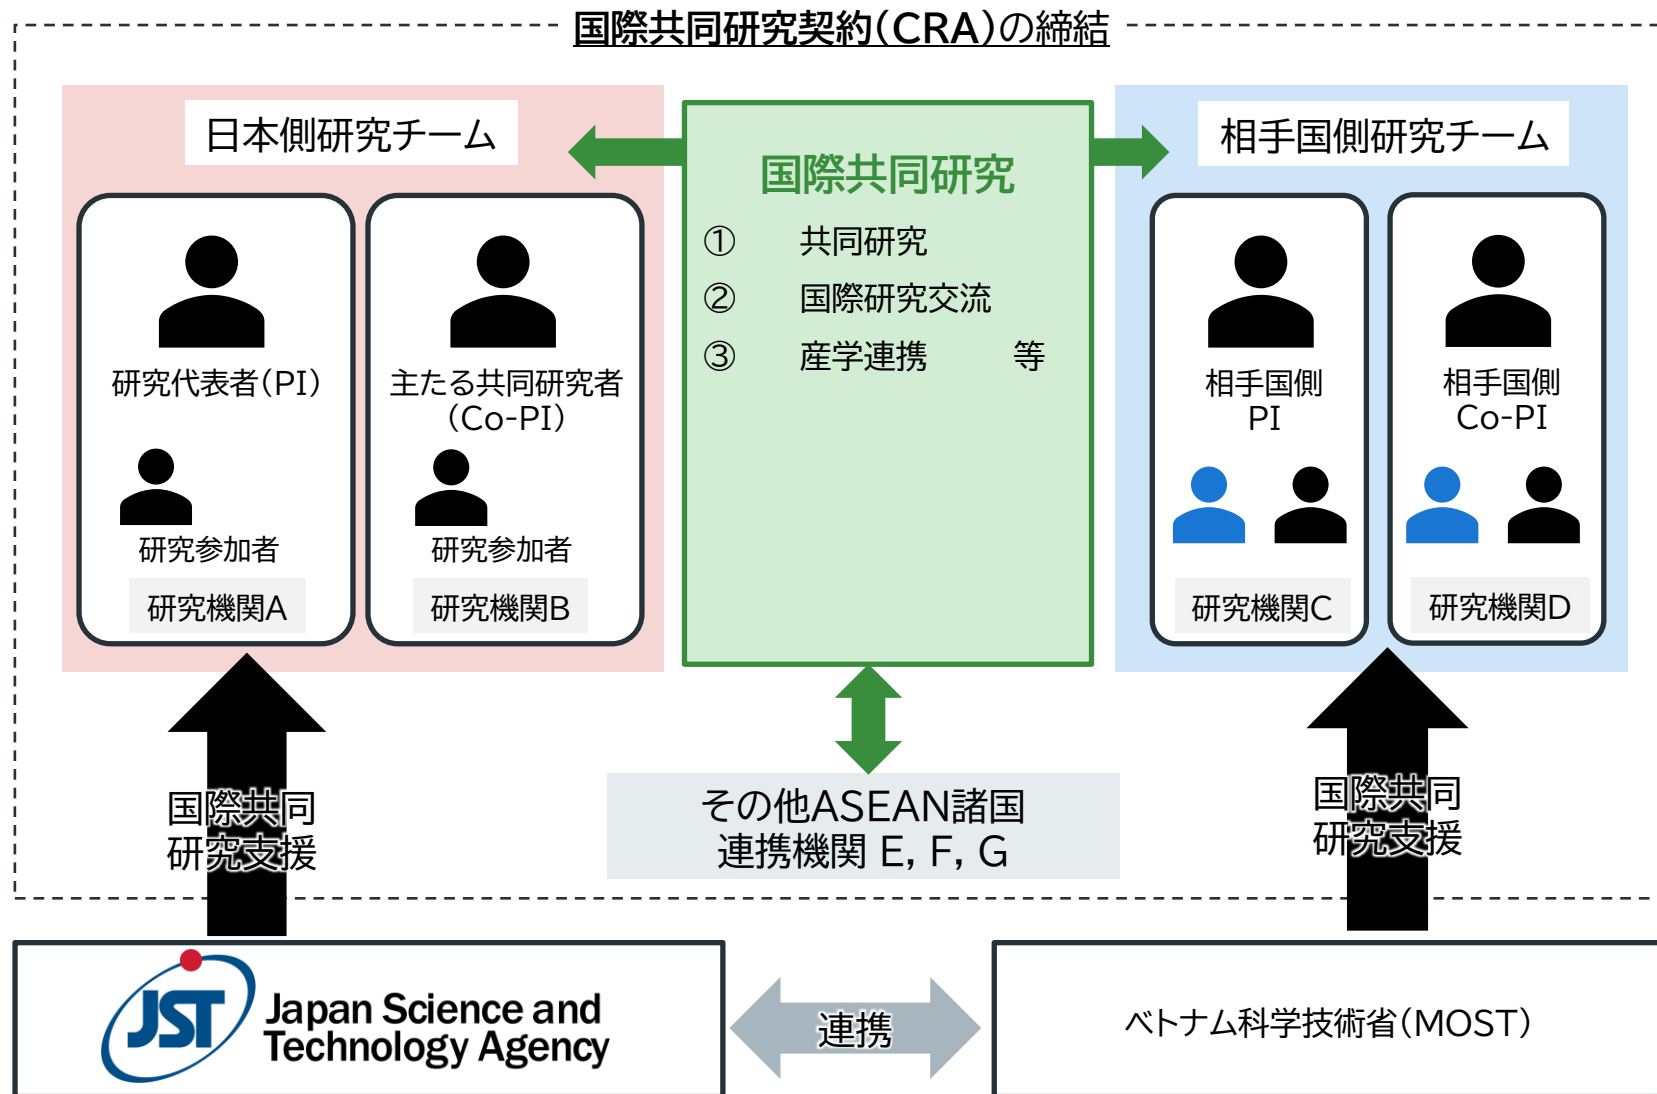 国際共同研究契約(CRA)の締結
日本側研究チーム
研究代表者(PI)
研究参加者
研究機関A
主たる共同研究者
(Co-PI)
研究参加者
研究機関B
国際共同研究
① 共同研究
② 国際研究交流
③ 産学連携 等
相手国側研究チーム
相手国側
PI
研究機関C
相手国側
Co-PI
研究機関D
その他ASEAN諸国
連携機関 E, F, G
国際共同
研究支援
国際共同
研究支援
JST
Japan Science and
Technology Agency
連携
ベトナム科学技術省(MOST)